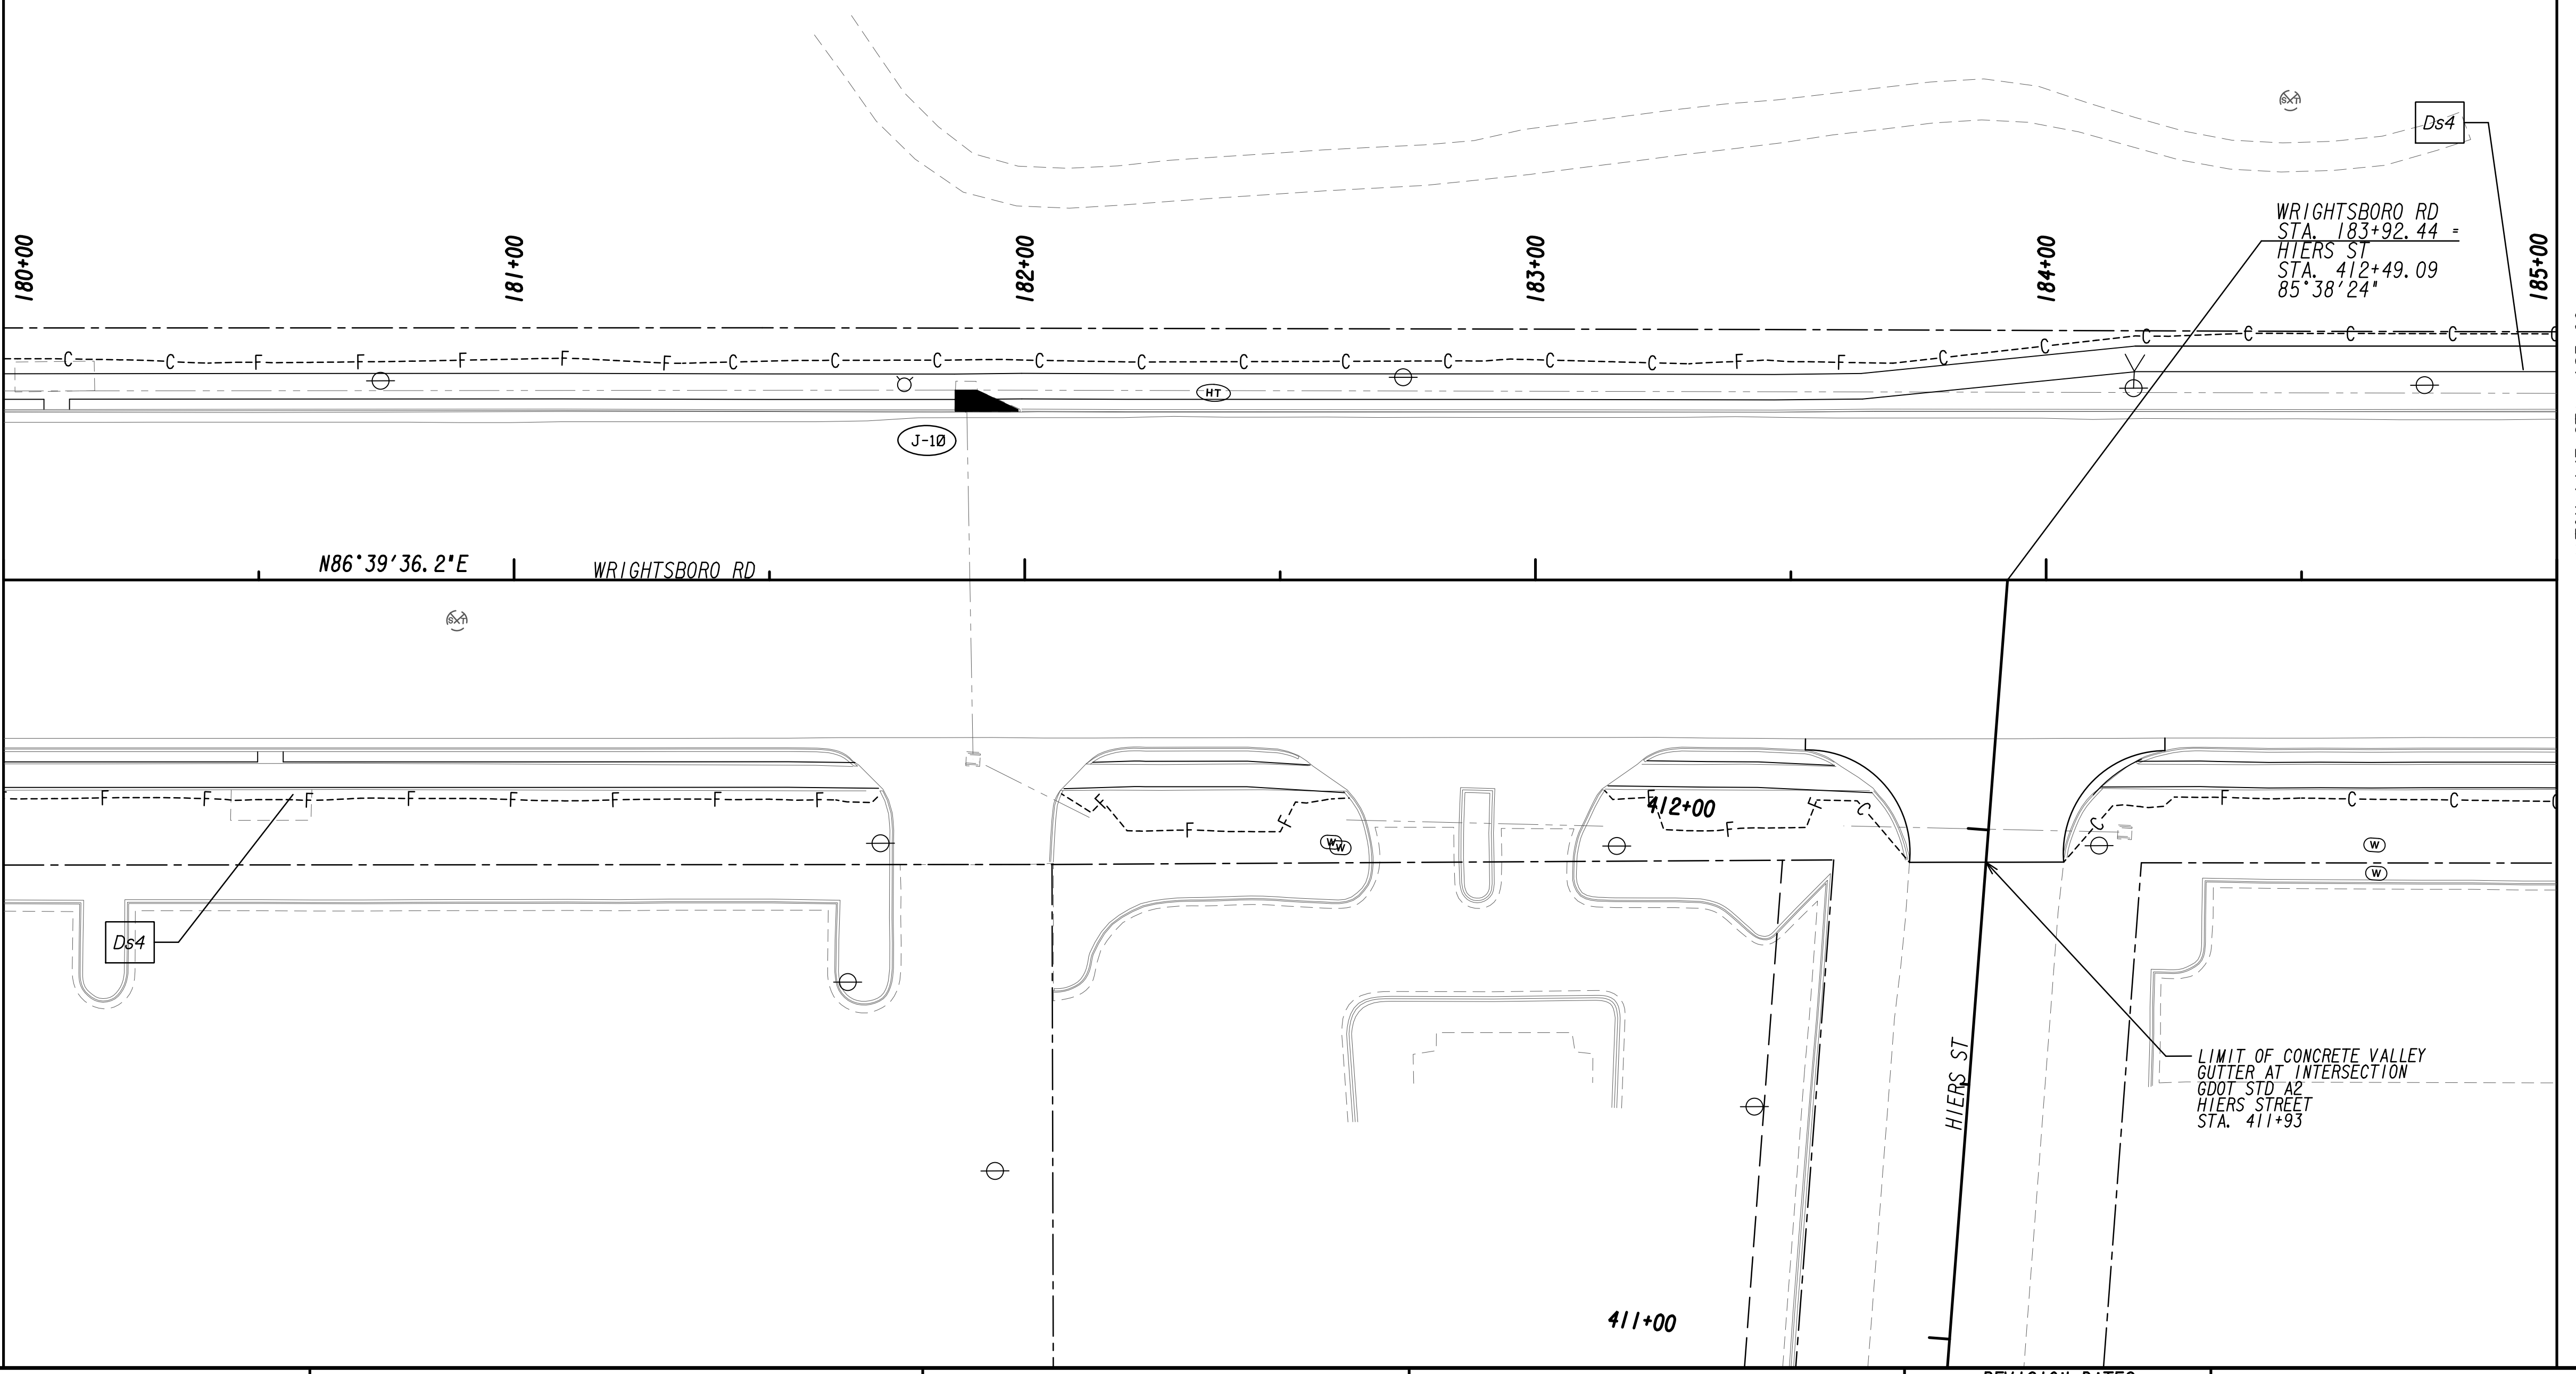 Ds4
WRIGHTSBORO RD
STA. 183+92.44 =
HIERS ST
STA. 412+49.09
85°38'24"
180+00
181+00
182+00
183+00
184+00
185+00
C C F F F F F C C C C C C C C C C F F C C C C C C C
HT
J-10
N86°39'36.2"E
WRIGHTSBORO RD
F F F F F F F F
F F F
F 412+00 F F C
C F C C C
W W
W
W
Ds4
HIERS ST
LIMIT OF CONCRETE VALLEY
GUTTER AT INTERSECTION
GDOT STD A2
HIERS STREET
STA. 411+93
411+00
REVISION DATES